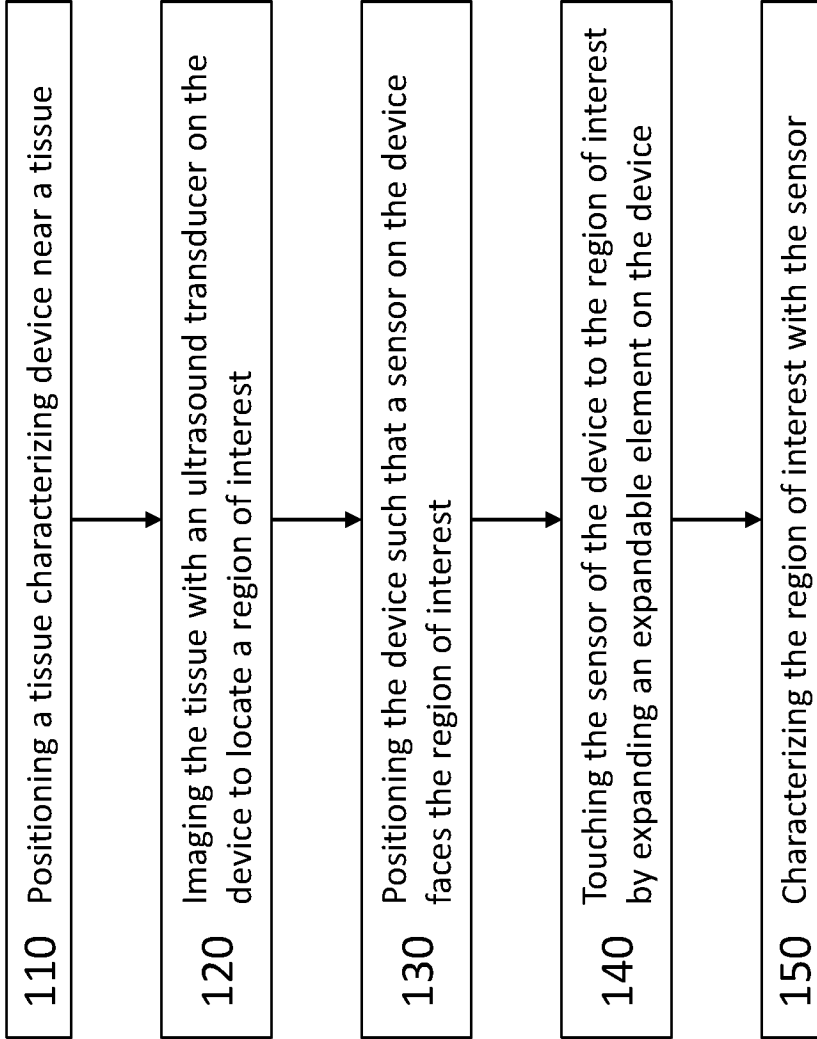 110 Positioning a tissue characterizing device near a tissue
120 Imaging the tissue with an ultrasound transducer on the
device to locate a region of interest
130 Positioning the device such that a sensor on the device
faces the region of interest
140 Touching the sensor of the device to the region of interest
by expanding an expandable element on the device
150 Characterizing the region of interest with the sensor